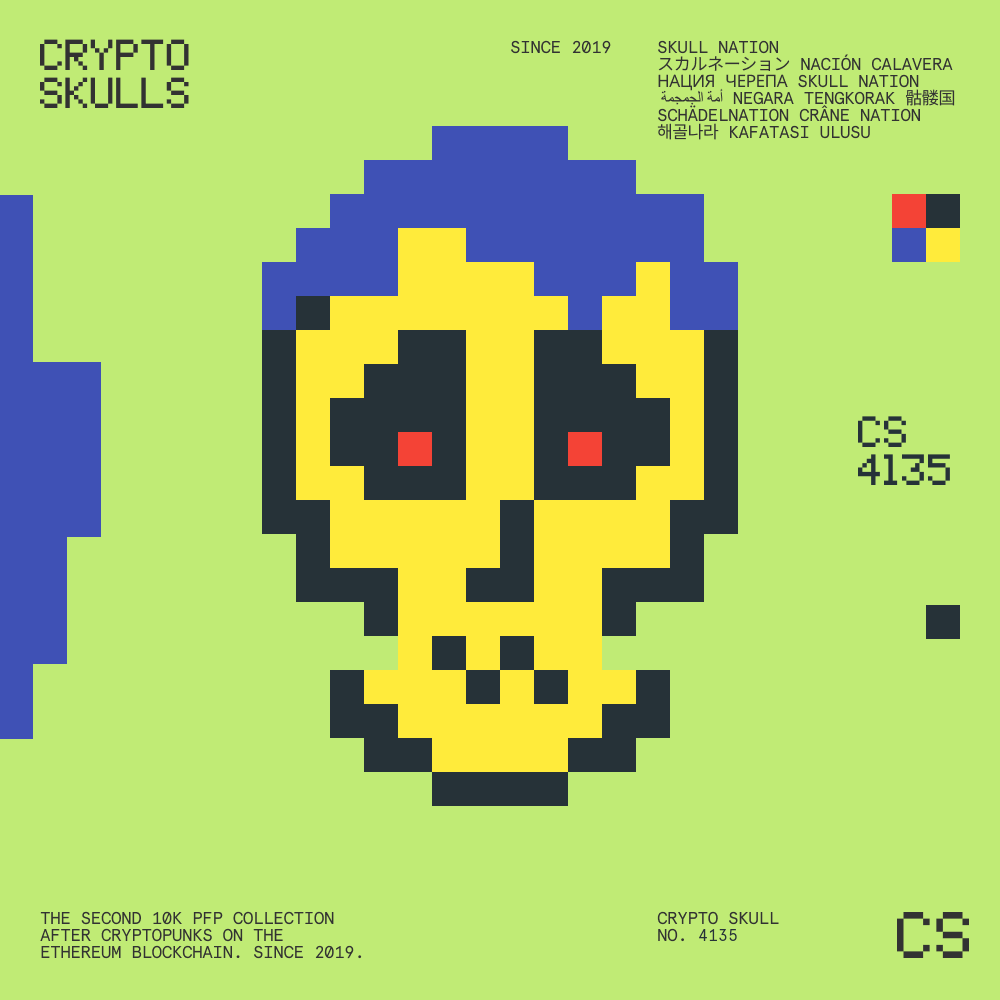 CRYPTO
SKULLS
SINCE 2019
SKULL NATION
スカルネーション NACIÓN CALAVERA
НАЦИЯ ЧЕРЕПА SKULL NATION
أمة الجمجمة NEGARA TENGKORAK 骷髅国
SCHÄDELNATION CRÂNE NATION
해골나라 KAFATASI ULUSU
CS
4135
THE SECOND 10K PFP COLLECTION
AFTER CRYPTOPUNKS ON THE
ETHEREUM BLOCKCHAIN. SINCE 2019.
CRYPTO SKULL
NO. 4135
CS